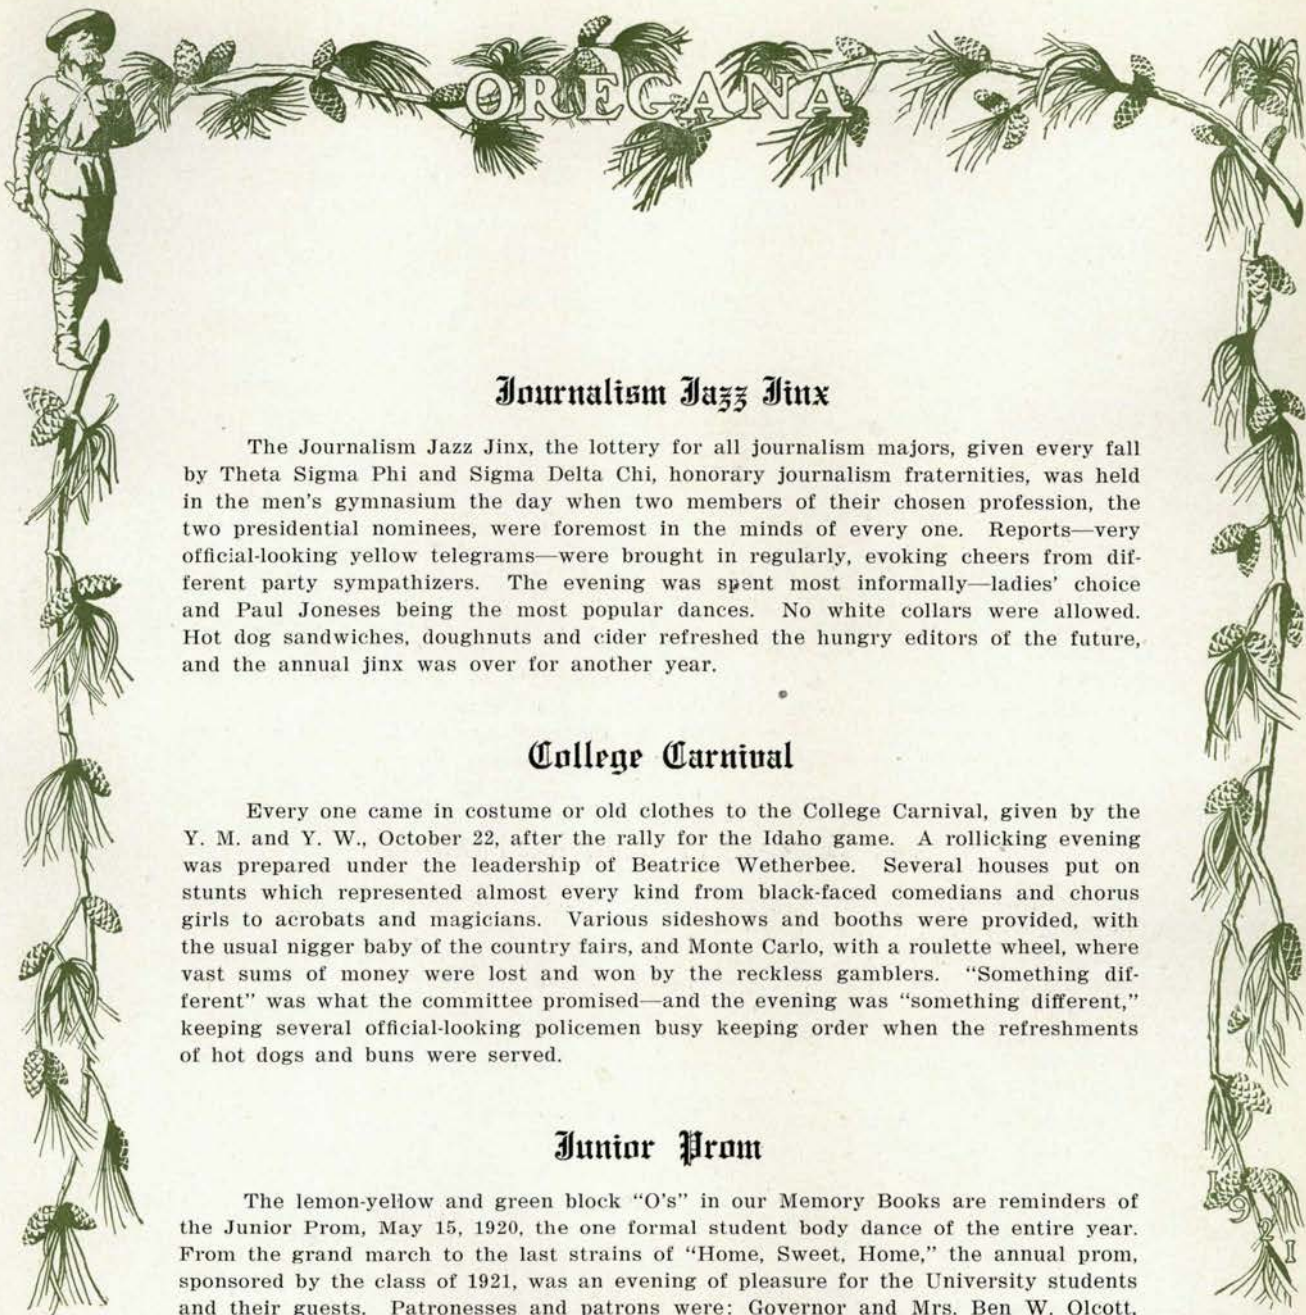 OREGANA
Journalism Jazz Jinx
The Journalism Jazz Jinx, the lottery for all journalism majors, given every fall
by Theta Sigma Phi and Sigma Delta Chi, honorary journalism fraternities, was held
in the men's gymnasium the day when two members of their chosen profession, the
two presidential nominees, were foremost in the minds of every one. Reports—very
official-looking yellow telegrams—were brought in regularly, evoking cheers from dif-
ferent party sympathizers. The evening was spent most informally—ladies' choice
and Paul Joneses being the most popular dances. No white collars were allowed.
Hot dog sandwiches, doughnuts and cider refreshed the hungry editors of the future,
and the annual jinx was over for another year.
College Carnival
Every one came in costume or old clothes to the College Carnival, given by the
Y. M. and Y. W., October 22, after the rally for the Idaho game. A rollicking evening
was prepared under the leadership of Beatrice Wetherbee. Several houses put on
stunts which represented almost every kind from black-faced comedians and chorus
girls to acrobats and magicians. Various sideshows and booths were provided, with
the usual nigger baby of the country fairs, and Monte Carlo, with a roulette wheel, where
vast sums of money were lost and won by the reckless gamblers. "Something dif-
ferent" was what the committee promised—and the evening was "something different,"
keeping several official-looking policemen busy keeping order when the refreshments
of hot dogs and buns were served.
Junior Prom
The lemon-yellow and green block "O's" in our Memory Books are reminders of
the Junior Prom, May 15, 1920, the one formal student body dance of the entire year.
From the grand march to the last strains of "Home, Sweet, Home," the annual prom,
sponsored by the class of 1921, was an evening of pleasure for the University students
and their guests. Patronesses and patrons were: Governor and Mrs. Ben W. Olcott,
1921